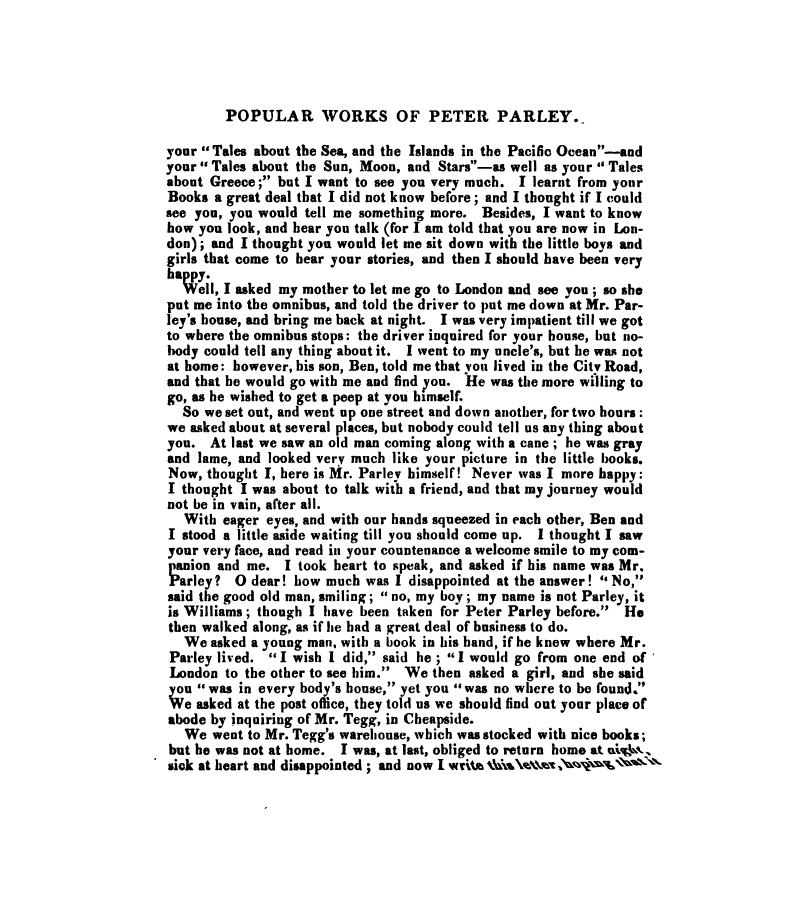 POPULAR WORKS OF PETER PARLEY.
your "Tales about the Sea, and the Islands in the Pacific Ocean"—and
your "Tales about the Sun, Moon, and Stars"—as well as your "Tales
about Greece;" but I want to see you very much. I learnt from your
Books a great deal that I did not know before; and I thought if I could
see you, you would tell me something more. Besides, I want to know
how you look, and hear you talk (for I am told that you are now in Lon-
don); and I thought you would let me sit down with the little boys and
girls that come to hear your stories, and then I should have been very
happy.
Well, I asked my mother to let me go to London and see you; so she
put me into the omnibus, and told the driver to put me down at Mr. Par-
ley's house, and bring me back at night. I was very impatient till we got
to where the omnibus stops: the driver inquired for your house, but no-
body could tell any thing about it. I went to my uncle's, but he was not
at home: however, his son, Ben, told me that you lived in the City Road,
and that he would go with me and find you. He was the more willing to
go, as he wished to get a peep at you himself.
So we set out, and went up one street and down another, for two hours:
we asked about at several places, but nobody could tell us any thing about
you. At last we saw an old man coming along with a cane; he was gray
and lame, and looked very much like your picture in the little books.
Now, thought I, here is Mr. Parley himself! Never was I more happy:
I thought I was about to talk with a friend, and that my journey would
not be in vain, after all.
With eager eyes, and with our hands squeezed in each other, Ben and
I stood a little aside waiting till you should come up. I thought I saw
your very face, and read in your countenance a welcome smile to my com-
panion and me. I took heart to speak, and asked if his name was Mr.
Parley? O dear! how much was I disappointed at the answer! "No,"
said the good old man, smiling; "no, my boy; my name is not Parley, it
is Williams; though I have been taken for Peter Parley before." He
then walked along, as if he had a great deal of business to do.
We asked a young man, with a book in his hand, if he knew where Mr.
Parley lived. "I wish I did," said he; "I would go from one end of
London to the other to see him." We then asked a girl, and she said
you "was in every body's house," yet you "was no where to be found."
We asked at the post office, they told us we should find out your place of
abode by inquiring of Mr. Tegg, in Cheapside.
We went to Mr. Tegg's warehouse, which was stocked with nice books;
but he was not at home. I was, at last, obliged to return home at night,
sick at heart and disappointed; and now I write this letter, hoping that it